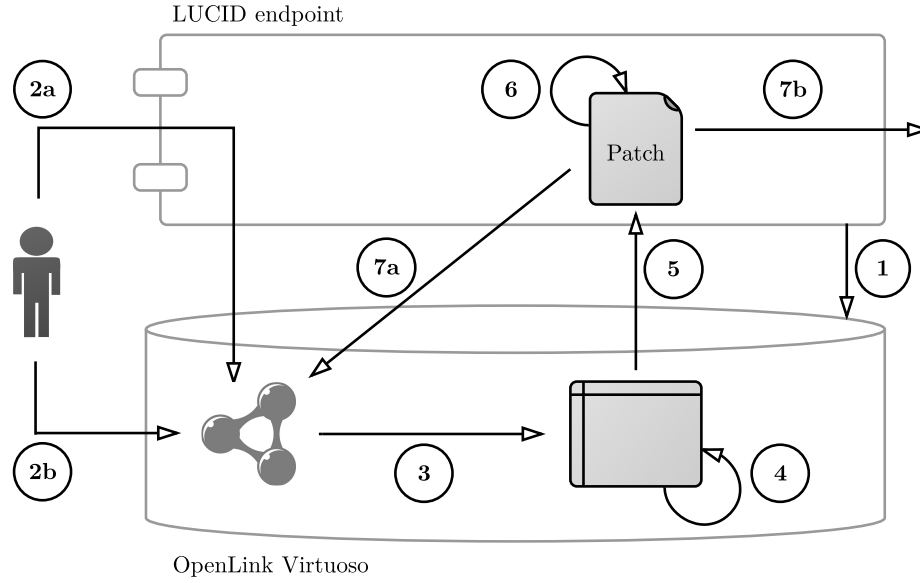 LUCID endpoint
2a
6
7b
Patch
7a
5
1
2b
3
4
OpenLink Virtuoso